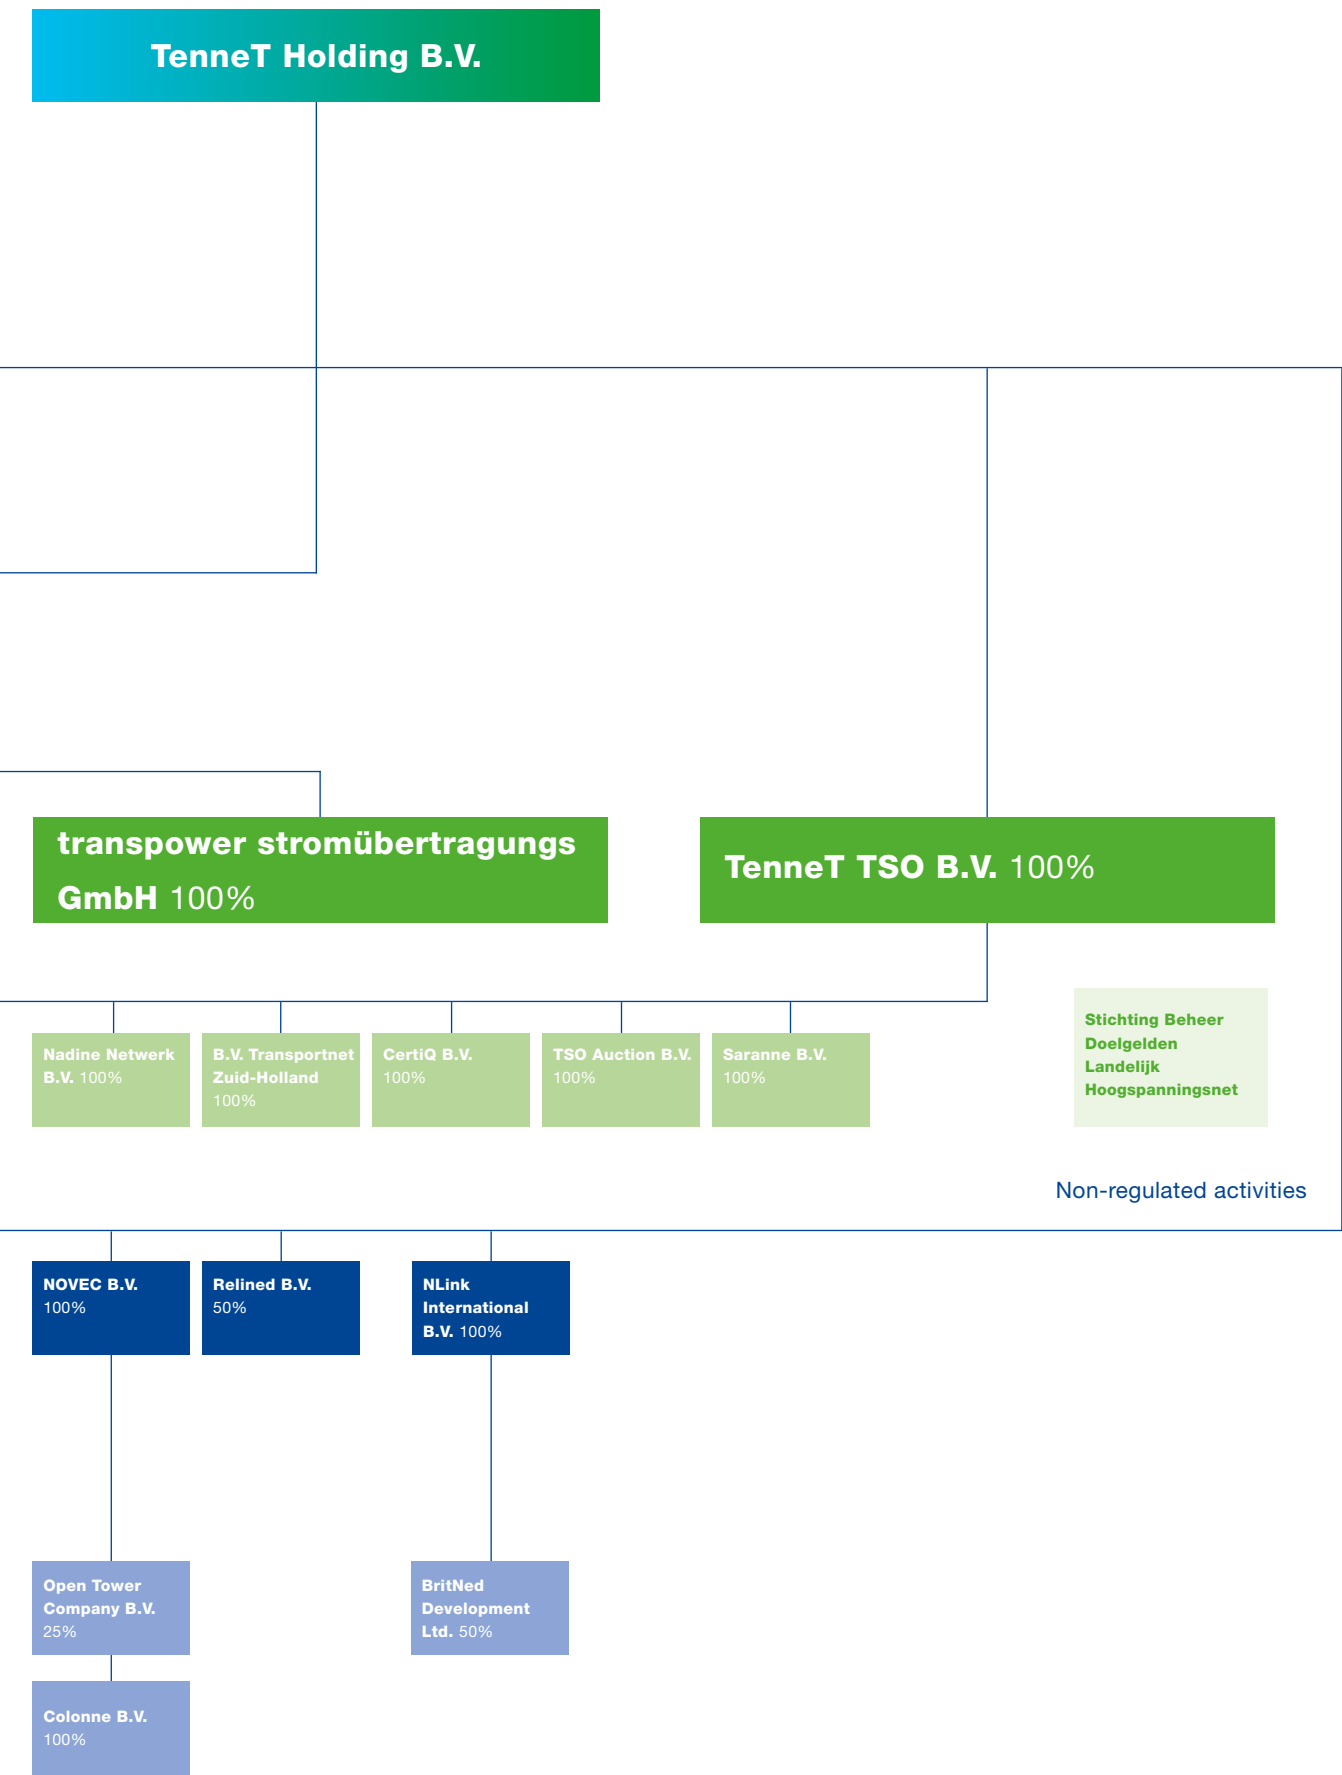 TenneT Holding B.V.
transpower stromübertragungs
GmbH 100%
TenneT TSO B.V. 100%
Nadine Netwerk
B.V. 100%
B.V. Transportnet
Zuid-Holland
100%
CertiQ B.V.
100%
TSO Auction B.V.
100%
Saranne B.V.
100%
Stichting Beheer
Doelgelden
Landelijk
Hoogspanningsnet
Non-regulated activities
NOVEC B.V.
100%
Relined B.V.
50%
NLink
International
B.V. 100%
Open Tower
Company B.V.
25%
BritNed
Development
Ltd. 50%
Colonne B.V.
100%